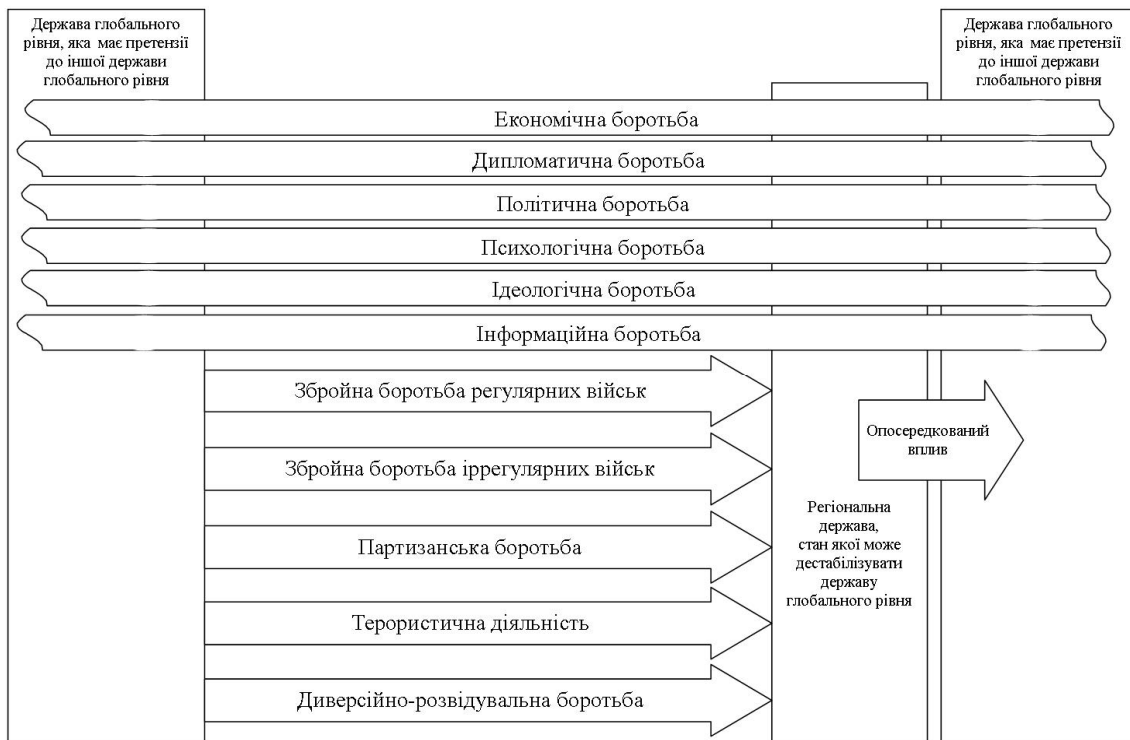 Держава глобального
рівня, яка має претензії
до іншої держави
глобального рівня
Держава глобального
рівня, яка має претензії
до іншої держави
глобального рівня
Економічна боротьба
Дипломатична боротьба
Політична боротьба
Психологічна боротьба
Ідеологічна боротьба
Інформаційна боротьба
Збройна боротьба регулярних військ
Збройна боротьба іррегулярних військ
Партизанська боротьба
Терористична діяльність
Диверсійно-розвідувальна боротьба
Опосередкований
вплив
Регіональна
держава,
стан якої може
дестабілізувати
державу
глобального рівня